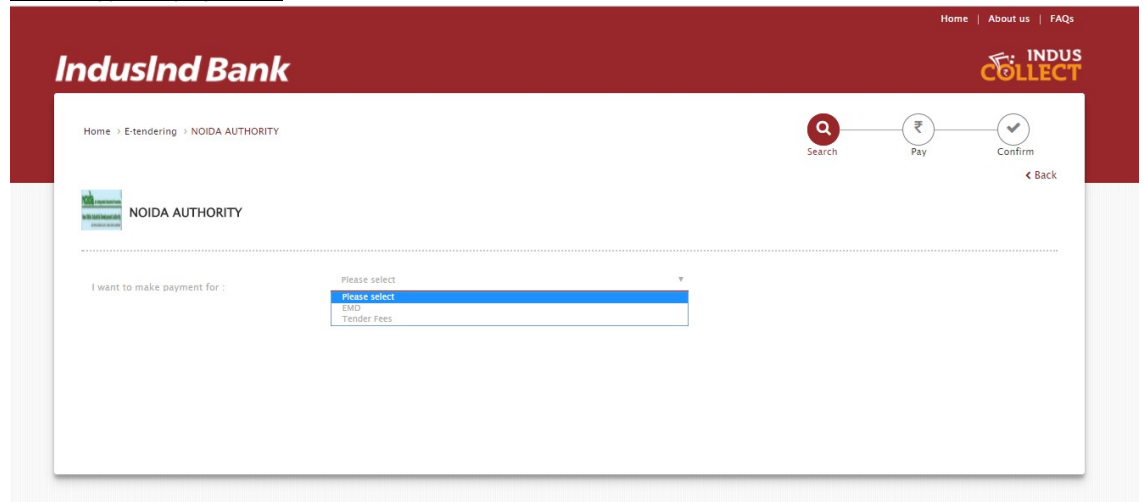 Home | About us | FAQs
IndusInd Bank
INDUS
COLLECT
Home › E-tendering › NOIDA AUTHORITY
Search
Pay
Confirm
‹ Back
NOIDA AUTHORITY
I want to make payment for :
Please select
Please select
EMD
Tender Fees